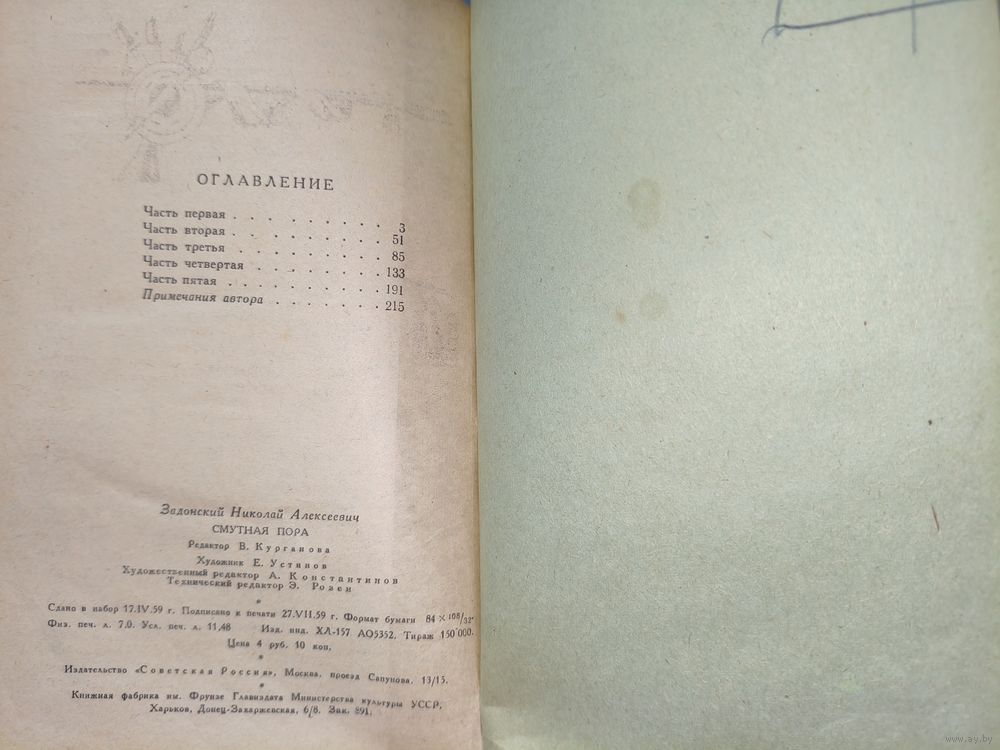 ОГЛАВЛЕНИЕ
Часть первая . . . . . . . . . 3
Часть вторая . . . . . . . . . 51
Часть третья . . . . . . . . . 85
Часть четвертая . . . . . . . . 133
Часть пятая . . . . . . . . . . 191
Примечания автора . . . . . . . 215
Задонский Николай Алексеевич
СМУТНАЯ ПОРА
Редактор В. Курганова
Художник Е. Устинов
Художественный редактор А. Константинов
Технический редактор Э. Розен
*
Сдано в набор 17.IV.59 г. Подписано к печати 27.VII.59 г. Формат бумаги 84 × 108/32.
Физ. печ. л. 7.0. Усл. печ. л. 11,48 Изд. инд. ХЛ-157 АО5352. Тираж 150 000.
Цена 4 руб. 10 коп.
*
Издательство «Советская Россия», Москва, проезд Сапунова, 13/15.
*
Книжная фабрика им. Фрунзе Главиздата Министерства культуры УССР,
Харьков, Донец-Захаржевская, 6/8. Зак. 891.
www.ay.by